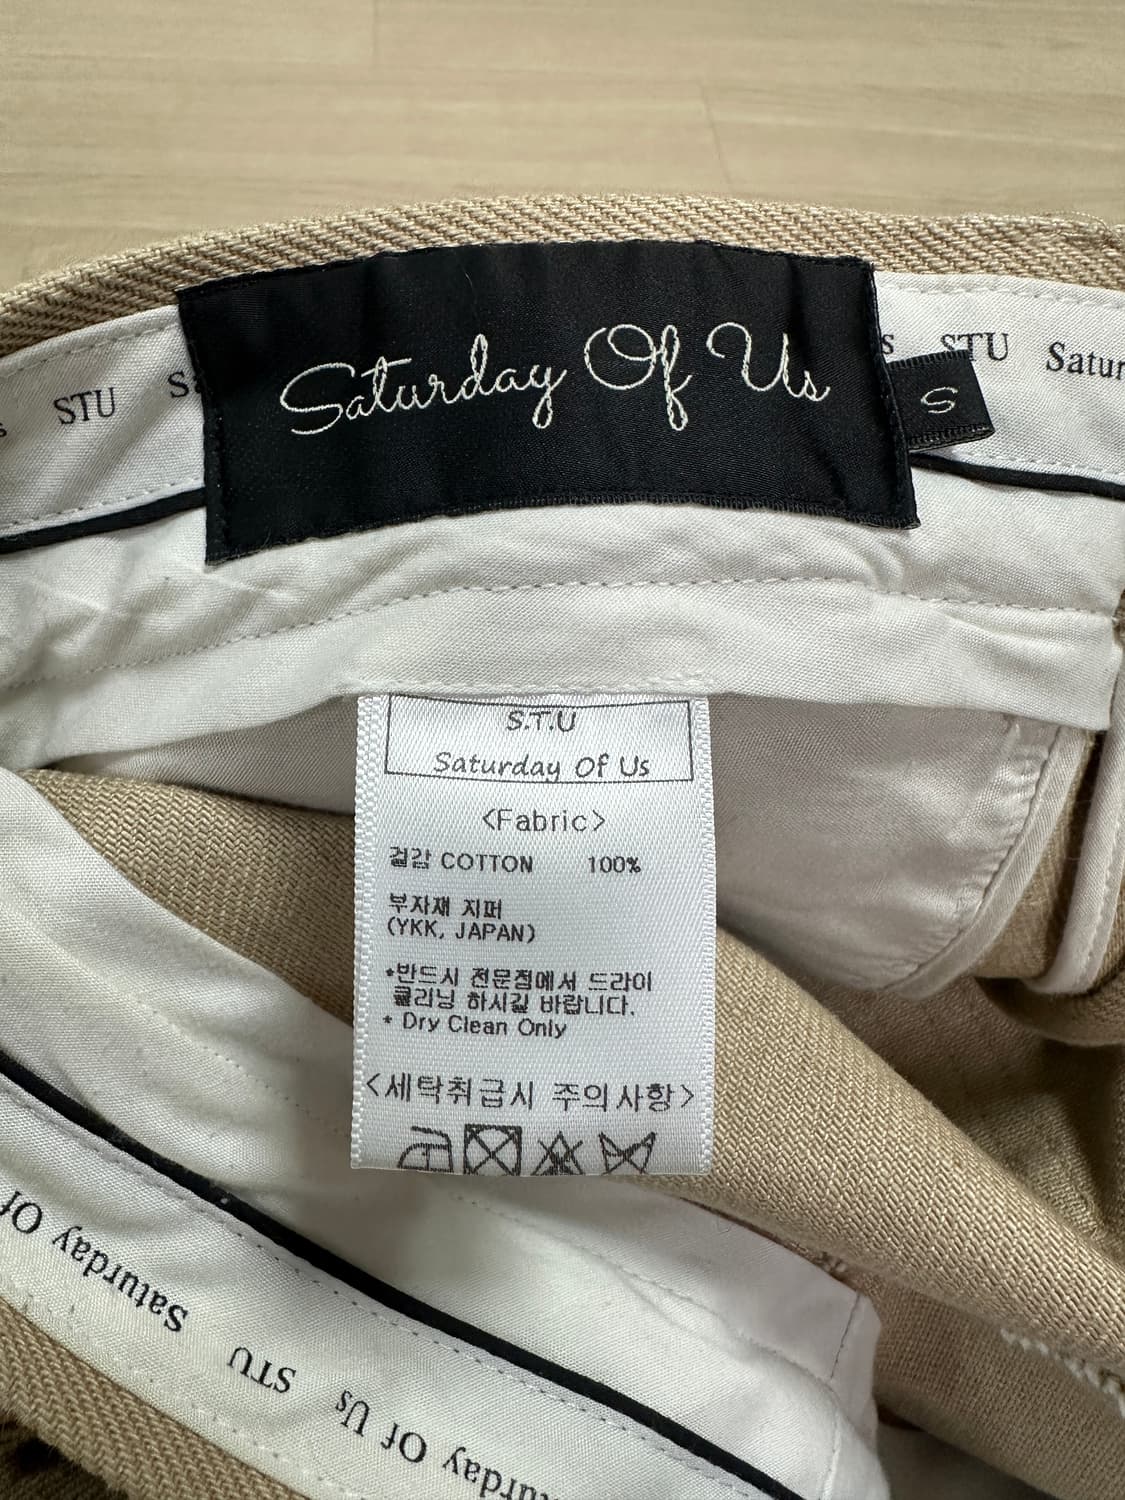 STU
STU Satur
Saturday Of Us
S
S.T.U
Saturday Of Us
<Fabric>
겉감 COTTON 100%
부자재 지퍼
(YKK, JAPAN)
*반드시 전문점에서 드라이
클리닝 하시길 바랍니다.
* Dry Clean Only
<세탁취급시 주의사항>
Saturday Of Us STU Saturday Of